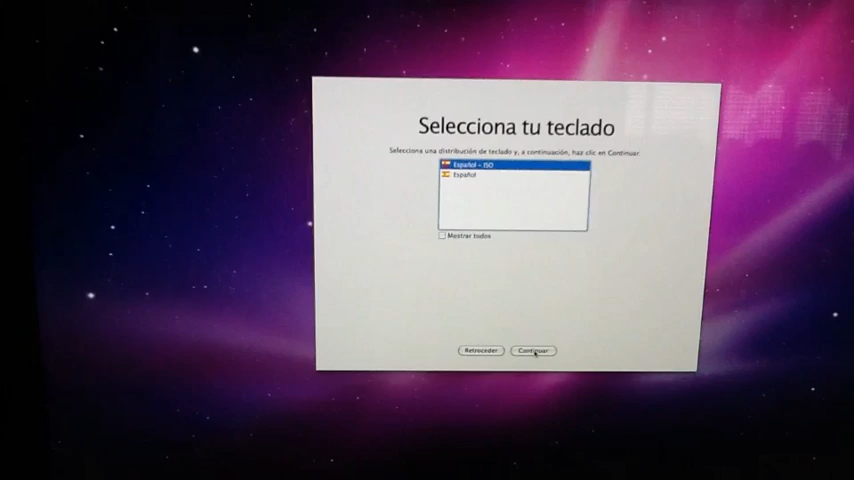 Selecciona tu teclado
Selecciona una distribución de teclado y, a continuación, haz clic en Continuar.
Español - ISO
Español
Mostrar todos
Retroceder
Continuar